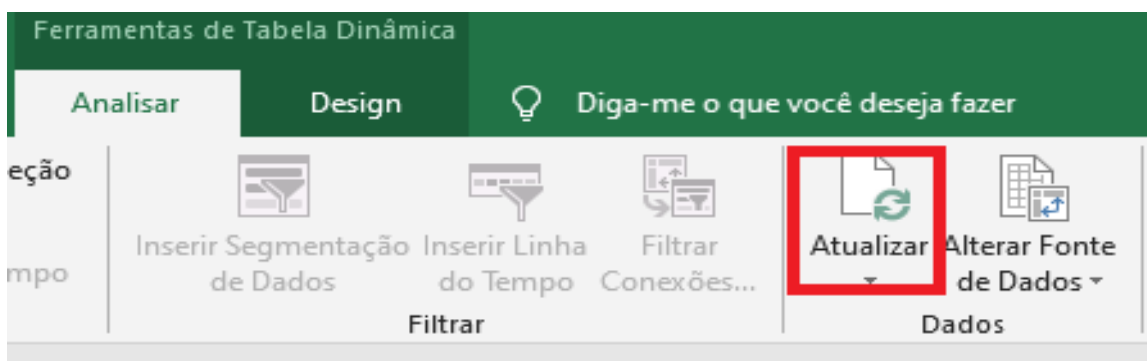 Ferramentas de Tabela Dinâmica
Analisar
Design
Diga-me o que você deseja fazer
eção
mpo
Inserir Segmentação
de Dados
Inserir Linha
do Tempo
Filtrar
Conexões...
Filtrar
Atualizar
Alterar Fonte
de Dados
Dados